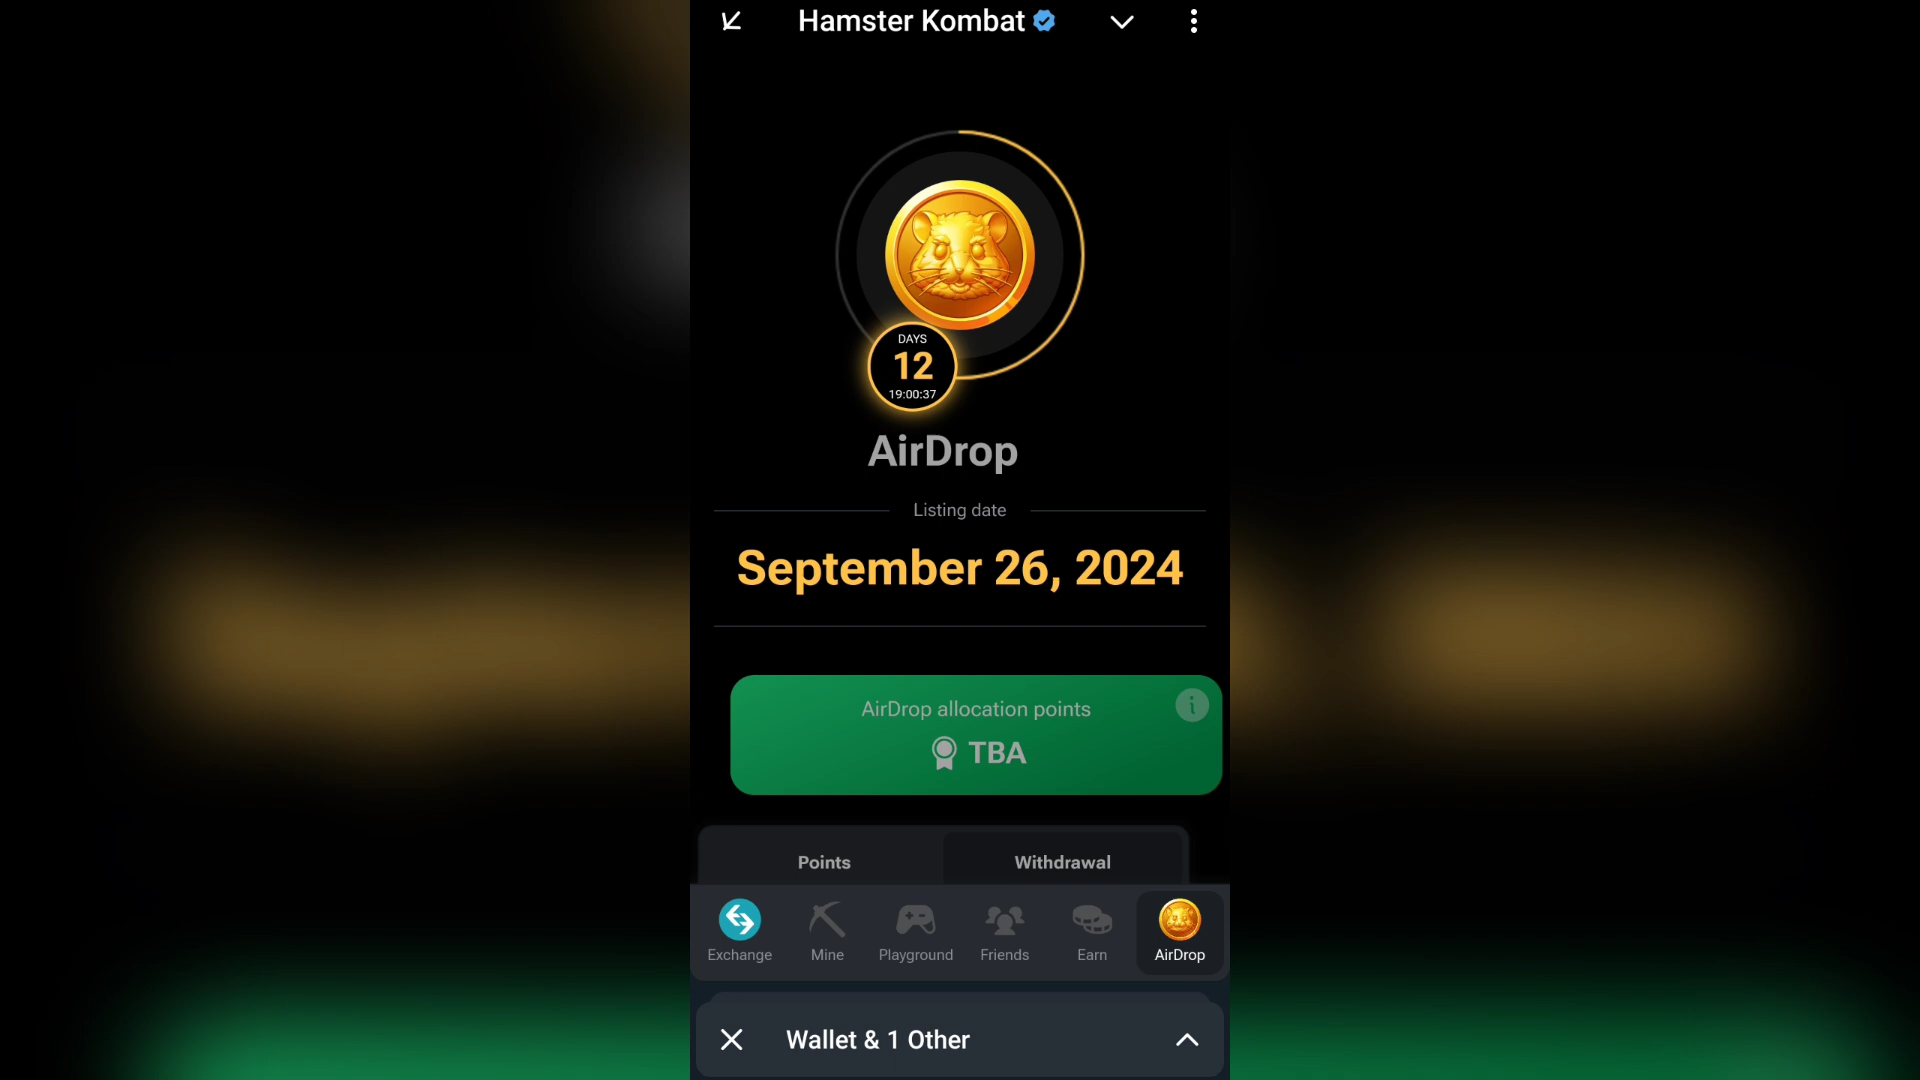 Hamster Kombat
DAYS
12
19:00:37
AirDrop
Listing date
September 26, 2024
AirDrop allocation points
i
TBA
Points Withdrawal
Exchange Mine Playground Friends Earn AirDrop
Wallet & 1 Other